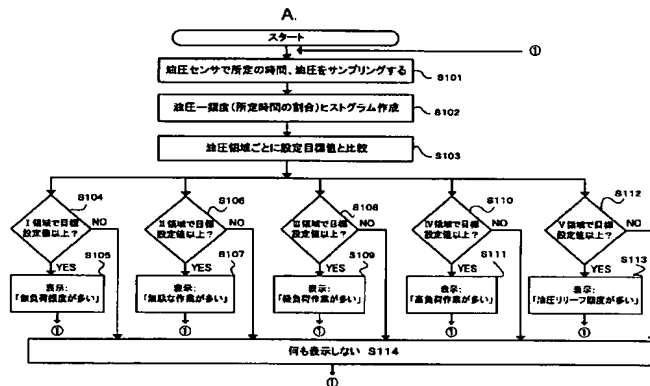 A.
スタート
①
油圧センサで所定の時間、油圧をサンプリングする
S101
油圧ー頻度(所定時間の割合)ヒストグラム作成
S102
油圧領域ごとに設定目標値と比較
S103
S104
S106
S108
S110
S112
Ⅰ領域で目標
設定値以上?
NO
Ⅱ領域で目標
設定値以上?
NO
Ⅲ領域で目標
設定値以上?
NO
Ⅳ領域で目標
設定値以上?
NO
Ⅴ領域で目標
設定値以上?
NO
YES
S105
YES
S107
YES
S109
YES
S111
YES
S113
表示:
「無負荷頻度が多い」
表示:
「無駄な作業が多い」
表示:
「軽負荷作業が多い」
表示:
「高負荷作業が多い」
表示:
「油圧リリーフ頻度が多い」
①
①
①
①
①
何も表示しない S114
①